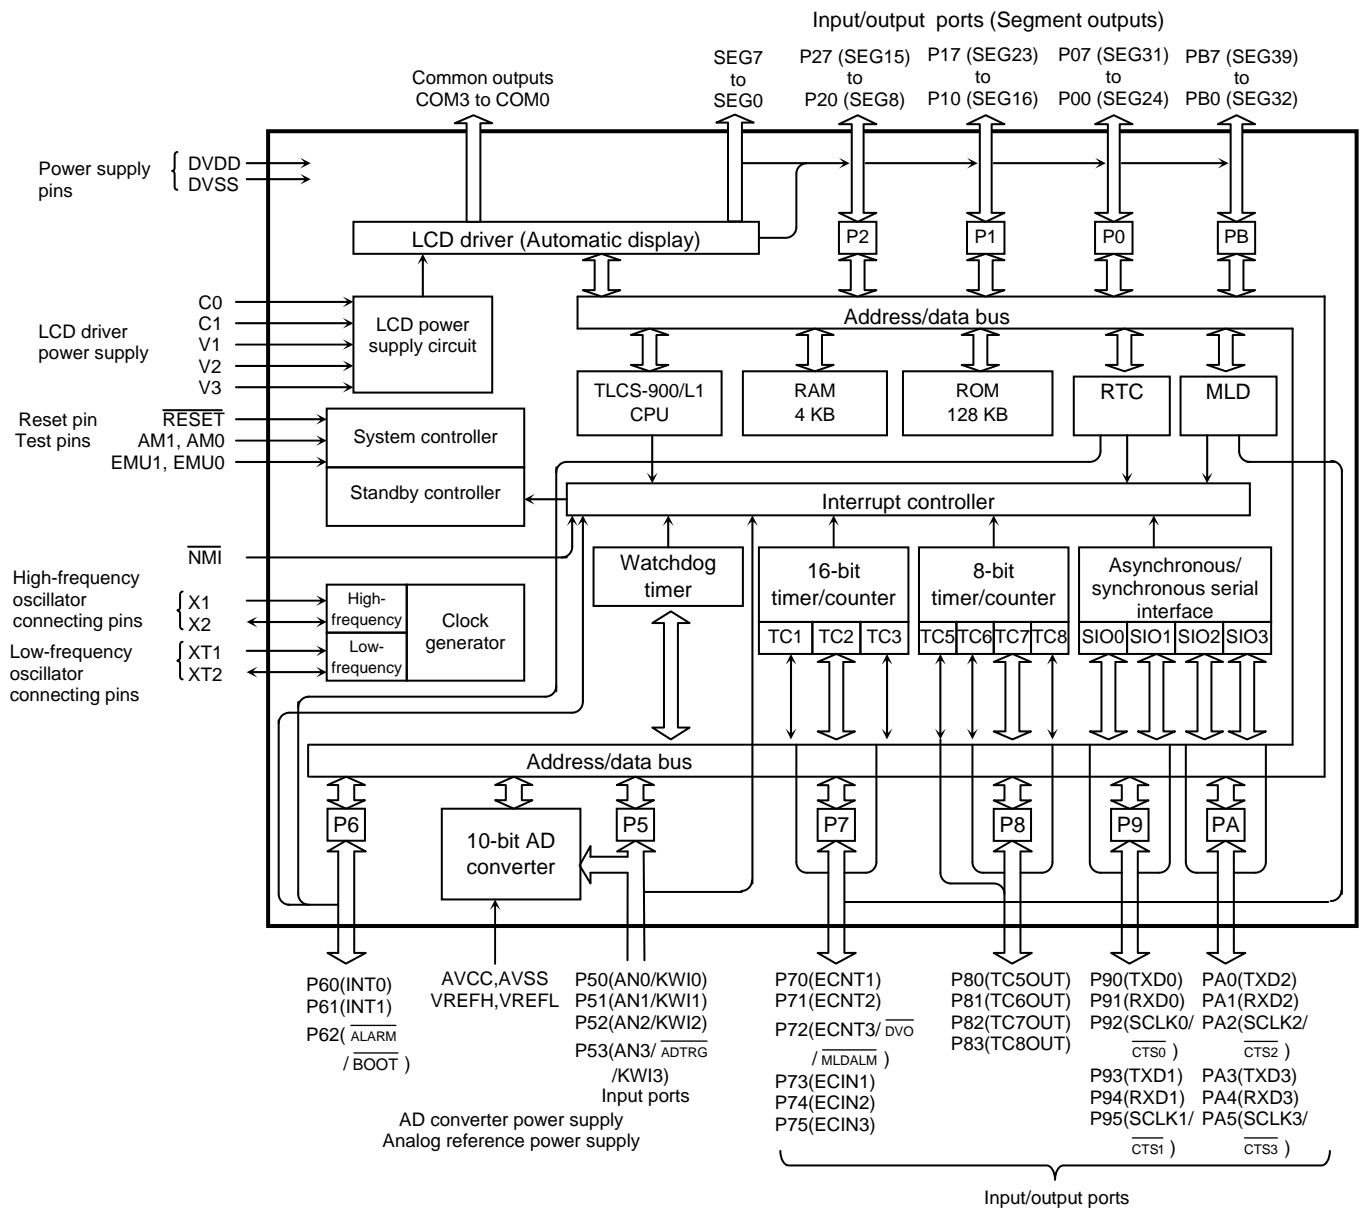 Input/output ports (Segment outputs)
Common outputs
COM3 to COM0
SEG7
to
SEG0
P27 (SEG15)
to
P20 (SEG8)
P17 (SEG23)
to
P10 (SEG16)
P07 (SEG31)
to
P00 (SEG24)
PB7 (SEG39)
to
PB0 (SEG32)
Power supply
pins
DVDD
DVSS
LCD driver (Automatic display)
P2
P1
P0
PB
LCD driver
power supply
C0
C1
V1
V2
V3
LCD power
supply circuit
Address/data bus
TLCS-900/L1
CPU
RAM
4 KB
ROM
128 KB
RTC
MLD
Reset pin
Test pins
RESET
AM1, AM0
EMU1, EMU0
System controller
Standby controller
Interrupt controller
NMI
High-frequency
oscillator
connecting pins
X1
X2
Low-frequency
oscillator
connecting pins
XT1
XT2
High-
frequency
Low-
frequency
Clock
generator
Watchdog
timer
16-bit
timer/counter
TC1 TC2 TC3
8-bit
timer/counter
TC5 TC6 TC7 TC8
Asynchronous/
synchronous serial
interface
SIO0 SIO1 SIO2 SIO3
Address/data bus
P6
10-bit AD
converter
P5
P7
P8
P9
PA
P60(INT0)
P61(INT1)
P62( ALARM
/ BOOT )
AVCC,AVSS
VREFH,VREFL
P50(AN0/KWI0)
P51(AN1/KWI1)
P52(AN2/KWI2)
P53(AN3/ ADTRG
/KWI3)
Input ports
AD converter power supply
Analog reference power supply
P70(ECNT1)
P71(ECNT2)
P72(ECNT3/ DVO
/ MLDALM )
P73(ECIN1)
P74(ECIN2)
P75(ECIN3)
P80(TC5OUT)
P81(TC6OUT)
P82(TC7OUT)
P83(TC8OUT)
P90(TXD0)
P91(RXD0)
P92(SCLK0/
CTS0 )
P93(TXD1)
P94(RXD1)
P95(SCLK1/
CTS1 )
PA0(TXD2)
PA1(RXD2)
PA2(SCLK2/
CTS2 )
PA3(TXD3)
PA4(RXD3)
PA5(SCLK3/
CTS3 )
Input/output ports